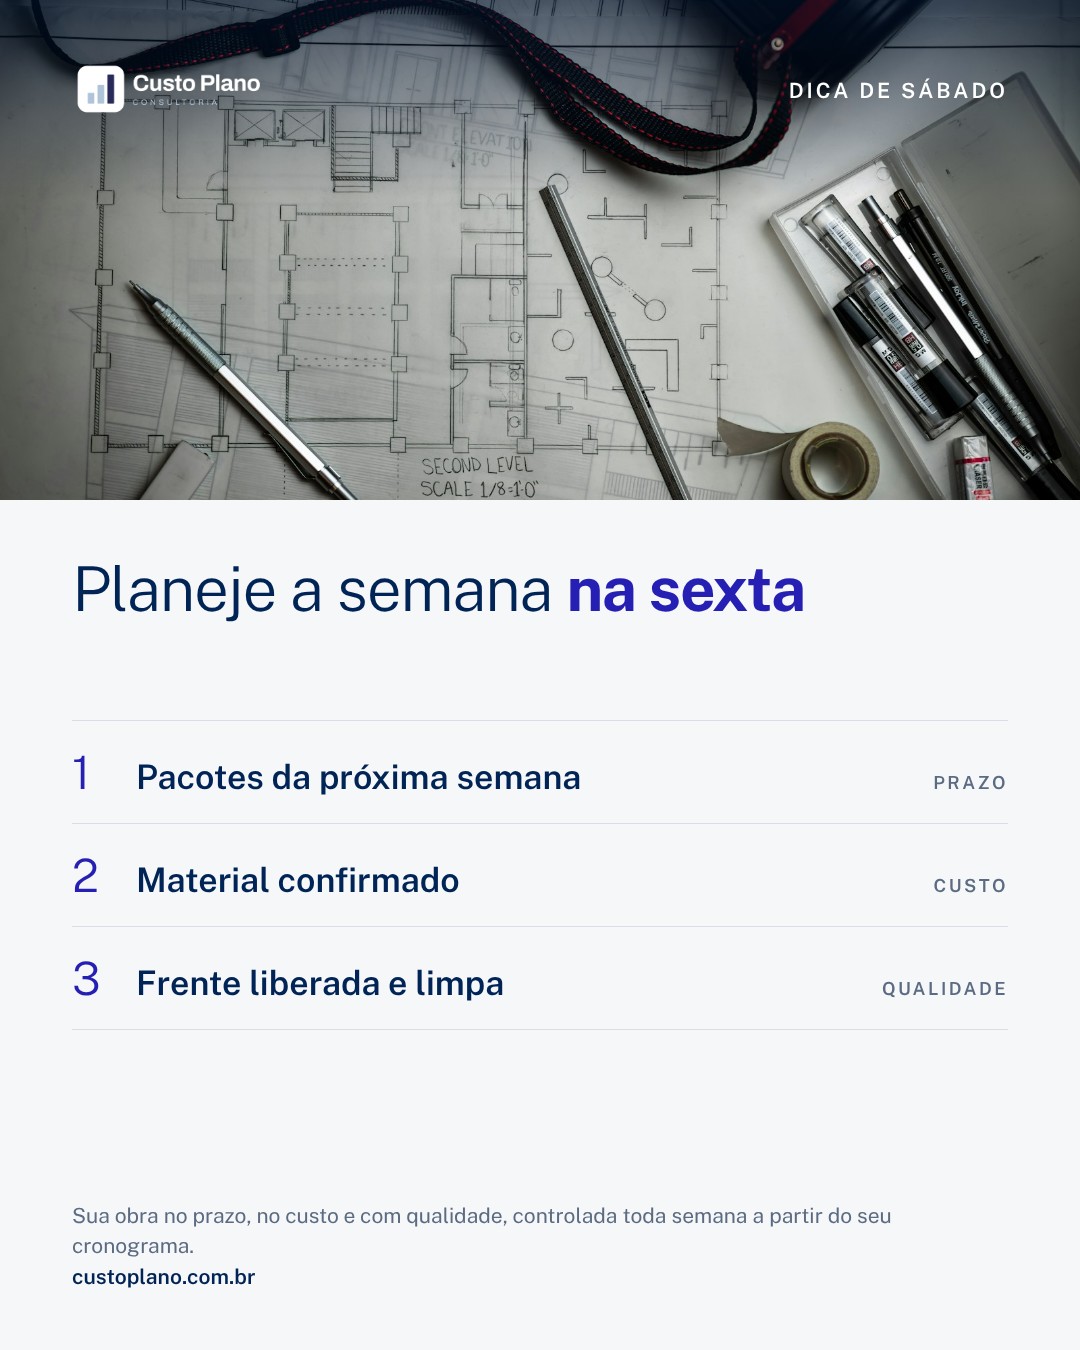 Custo Plano
CONSULTORIA
DICA DE SÁBADO
SECOND LEVEL
SCALE 1/8=1'0"
Planeje a semana na sexta
1 Pacotes da próxima semana PRAZO
2 Material confirmado CUSTO
3 Frente liberada e limpa QUALIDADE
Sua obra no prazo, no custo e com qualidade, controlada toda semana a partir do seu
cronograma.
custoplano.com.br